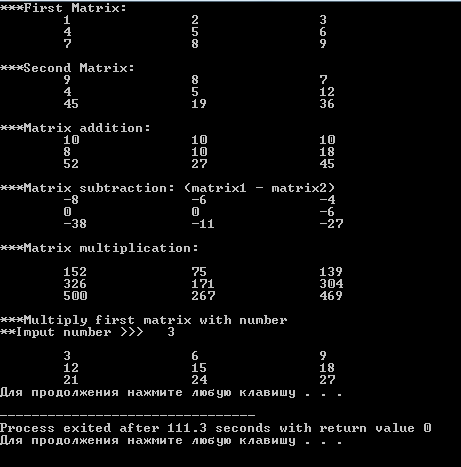 ***First Matrix:
1 2 3
4 5 6
7 8 9
***Second Matrix:
9 8 7
4 5 12
45 19 36
***Matrix addition:
10 10 10
8 10 18
52 27 45
***Matrix subtraction: (matrix1 - matrix2)
-8 -6 -4
0 0 -6
-38 -11 -27
***Matrix multiplication:
152 75 139
326 171 304
500 267 469
***Multiply first matrix with number
**Imput number >>> 3
3 6 9
12 15 18
21 24 27
Для продолжения нажмите любую клавишу . . .
--------------------------------
Process exited after 111.3 seconds with return value 0
Для продолжения нажмите любую клавишу . . .